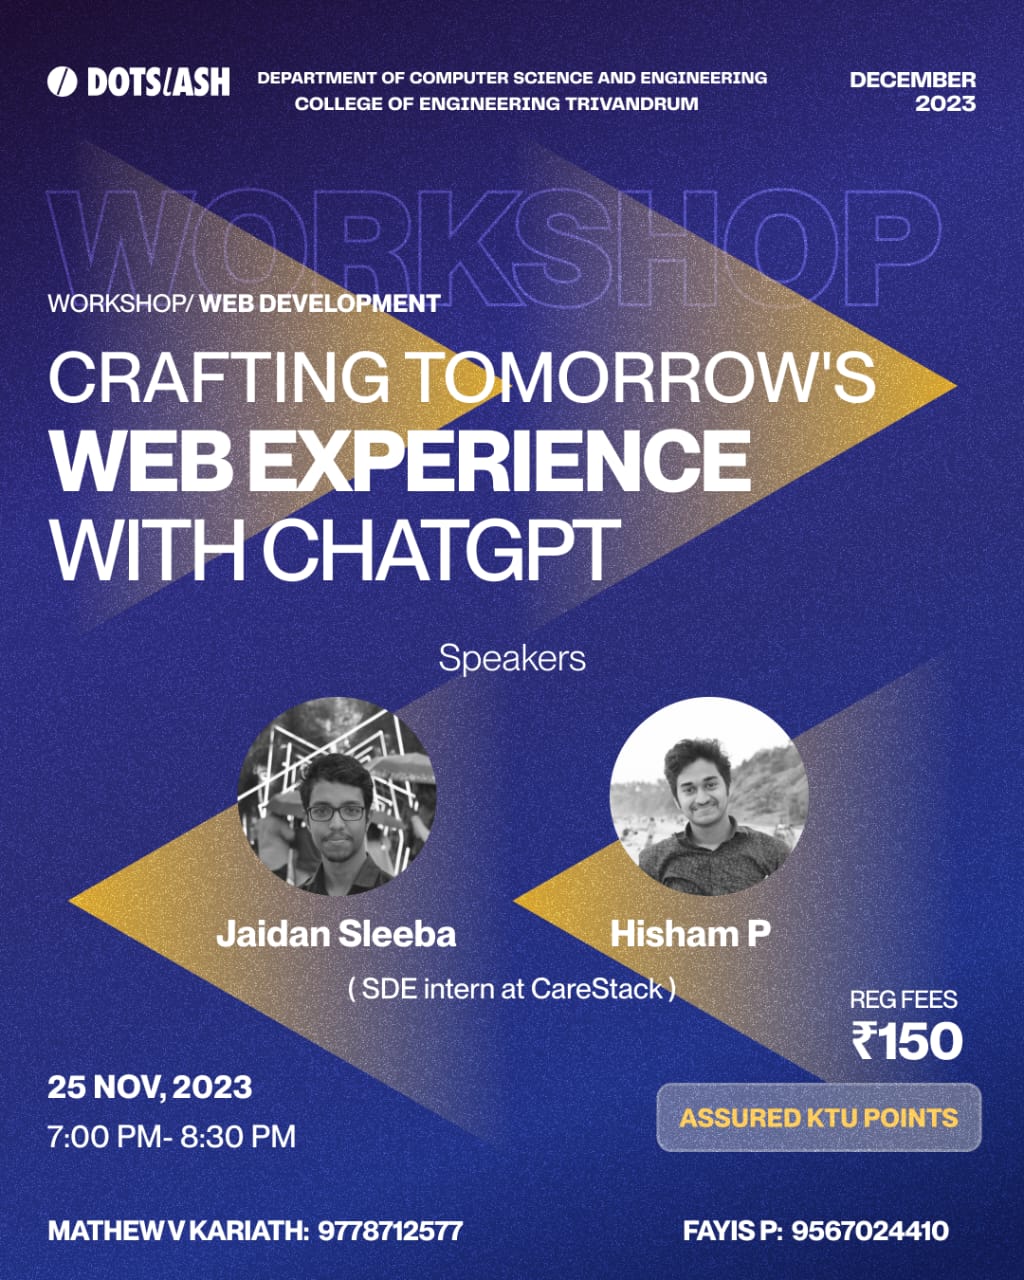 DOTS/ASH
DEPARTMENT OF COMPUTER SCIENCE AND ENGINEERING
COLLEGE OF ENGINEERING TRIVANDRUM
DECEMBER
2023
WORKSHOP
WORKSHOP/ WEB DEVELOPMENT
CRAFTING TOMORROW'S
WEB EXPERIENCE
WITH CHATGPT
Speakers
Jaidan Sleeba
Hisham P
( SDE intern at CareStack )
REG FEES
₹150
25 NOV, 2023
7:00 PM- 8:30 PM
ASSURED KTU POINTS
MATHEW V KARIATH: 9778712577
FAYIS P: 9567024410